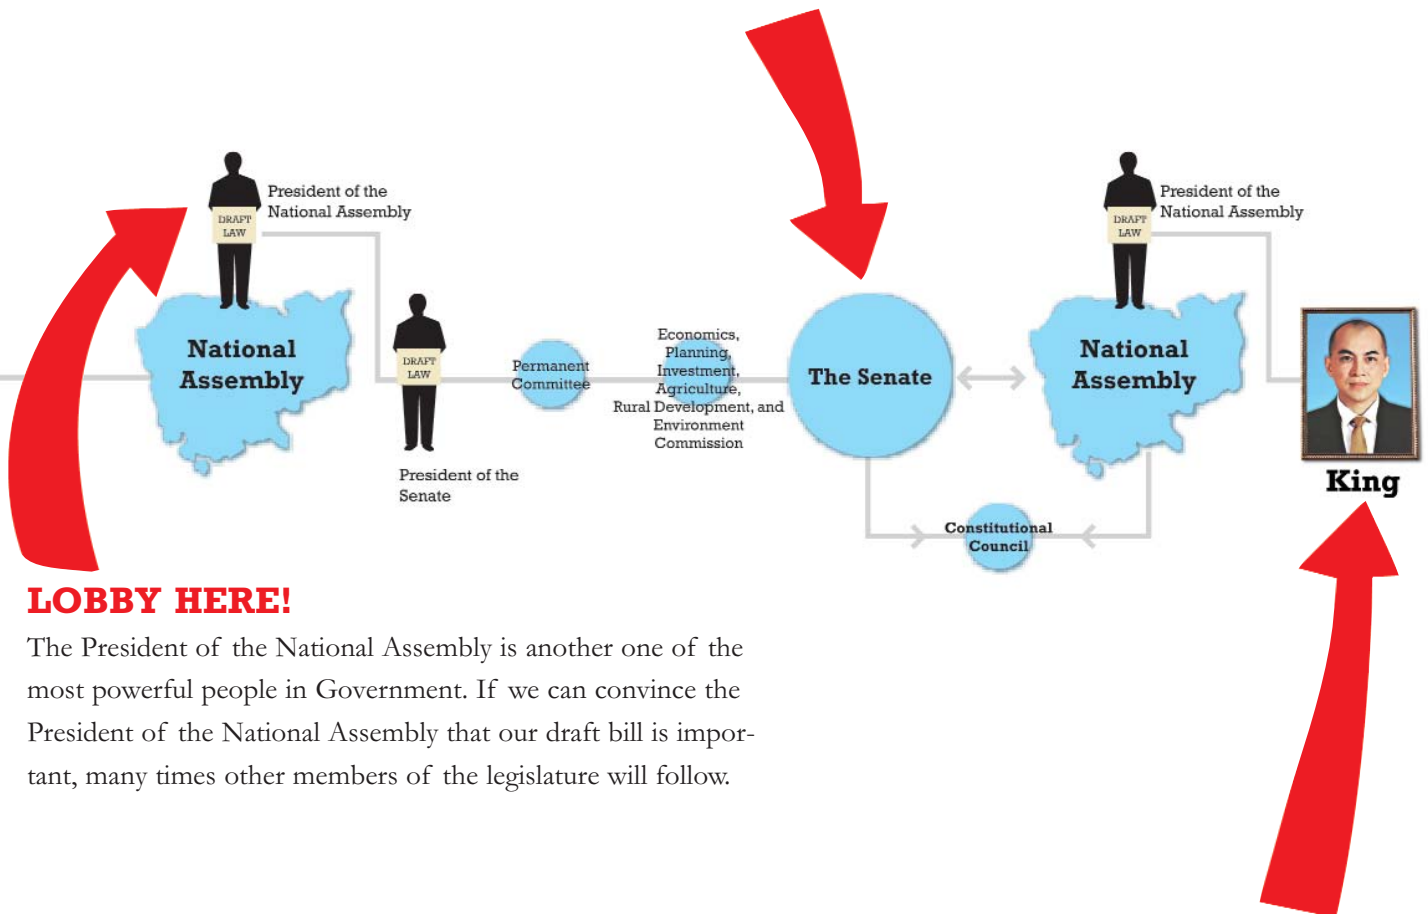 President of the
National Assembly
DRAFT
LAW
National
Assembly
DRAFT
LAW
President of the
Senate
Permanent
Committee
Economics,
Planning,
Investment,
Agriculture,
Rural Development, and
Environment
Commission
The Senate
President of the
National Assembly
DRAFT
LAW
National
Assembly
Constitutional
Council
King
LOBBY HERE!
The President of the National Assembly is another one of the
most powerful people in Government. If we can convince the
President of the National Assembly that our draft bill is impor-
tant, many times other members of the legislature will follow.